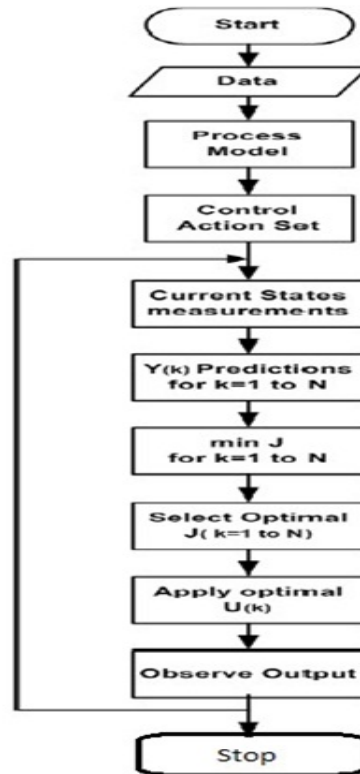 Start
Data
Process
Model
Control
Action Set
Current States
measurements
Y(k) Predictions
for k=1 to N
min J
for k=1 to N
Select Optimal
J( k=1 to N)
Apply optimal
U(k)
Observe Output
Stop